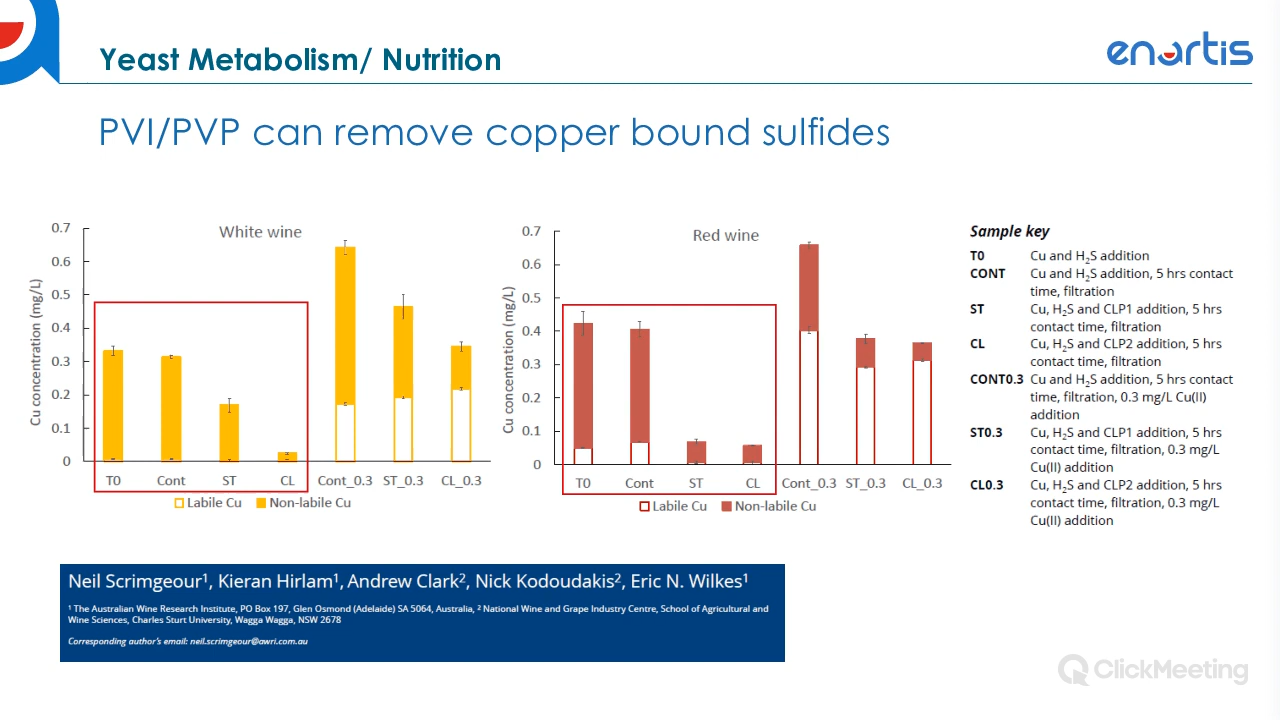 Yeast Metabolism/ Nutrition
enartis
PVI/PVP can remove copper bound sulfides
White wine
Cu concentration (mg/L)
0.7
0.6
0.5
0.4
0.3
0.2
0.1
0
T0 Cont ST CL Cont_0.3 ST_0.3 CL_0.3
Labile Cu Non-labile Cu
Red wine
Cu concentration (mg/L)
0.7
0.6
0.5
0.4
0.3
0.2
0.1
0
T0 Cont ST CL Cont_0.3 ST_0.3 CL_0.3
Labile Cu Non-labile Cu
Sample key
T0 Cu and H₂S addition
CONT Cu and H₂S addition, 5 hrs contact
time, filtration
ST Cu, H₂S and CLP1 addition, 5 hrs
contact time, filtration
CL Cu, H₂S and CLP2 addition, 5 hrs
contact time, filtration
CONT0.3 Cu and H₂S addition, 5 hrs contact
time, filtration, 0.3 mg/L Cu(II)
addition
ST0.3 Cu, H₂S and CLP1 addition, 5 hrs
contact time, filtration, 0.3 mg/L
Cu(II) addition
CL0.3 Cu, H₂S and CLP2 addition, 5 hrs
contact time, filtration, 0.3 mg/L
Cu(II) addition
Neil Scrimgeour¹, Kieran Hirlam¹, Andrew Clark², Nick Kodoudakis², Eric N. Wilkes¹
¹ The Australian Wine Research Institute, PO Box 197, Glen Osmond (Adelaide) SA 5064, Australia, ² National Wine and Grape Industry Centre, School of Agricultural and
Wine Sciences, Charles Sturt University, Wagga Wagga, NSW 2678
Corresponding author's email: neil.scrimgeour@awri.com.au
ClickMeeting